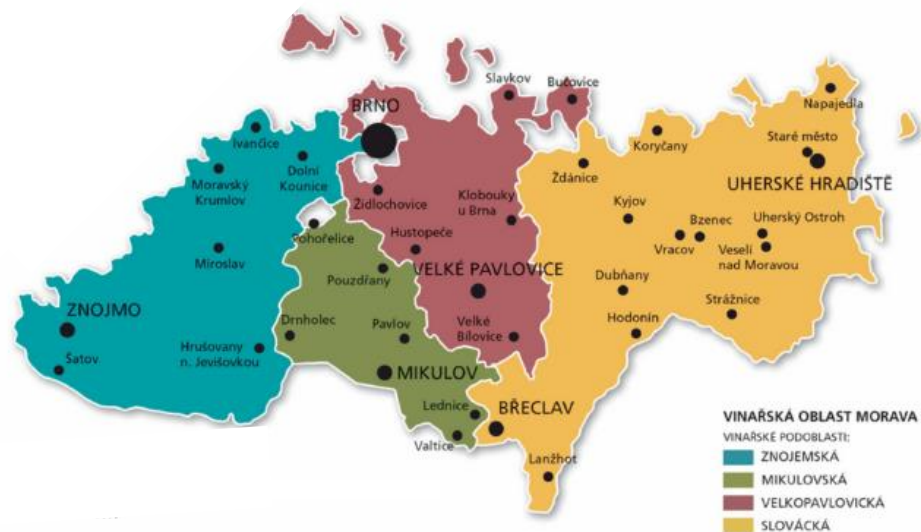 Slavkov
Bučovice
Napajedla
BRNO
Ivančice
Koryčany
Staré město
Dolní
Kounice
Moravský
Krumlov
Ždánice
UHERSKÉ HRADIŠTĚ
Židlochovice
Klobouky
u Brna
Kyjov
Bzenec
Uherský Ostroh
Pohořelice
Hustopeče
Vracov
Veselí
nad Moravou
Miroslav
VELKÉ PAVLOVICE
Pouzdřany
Dubňany
Strážnice
ZNOJMO
Drnholec
Pavlov
Velké
Bílovice
Hodonín
Šatov
Hrušovany
n. Jevišovkou
MIKULOV
Lednice
BŘECLAV
Valtice
Lanžhot
VINAŘSKÁ OBLAST MORAVA
VINAŘSKÉ PODOBLASTI:
ZNOJEMSKÁ
MIKULOVSKÁ
VELKOPAVLOVICKÁ
SLOVÁCKÁ